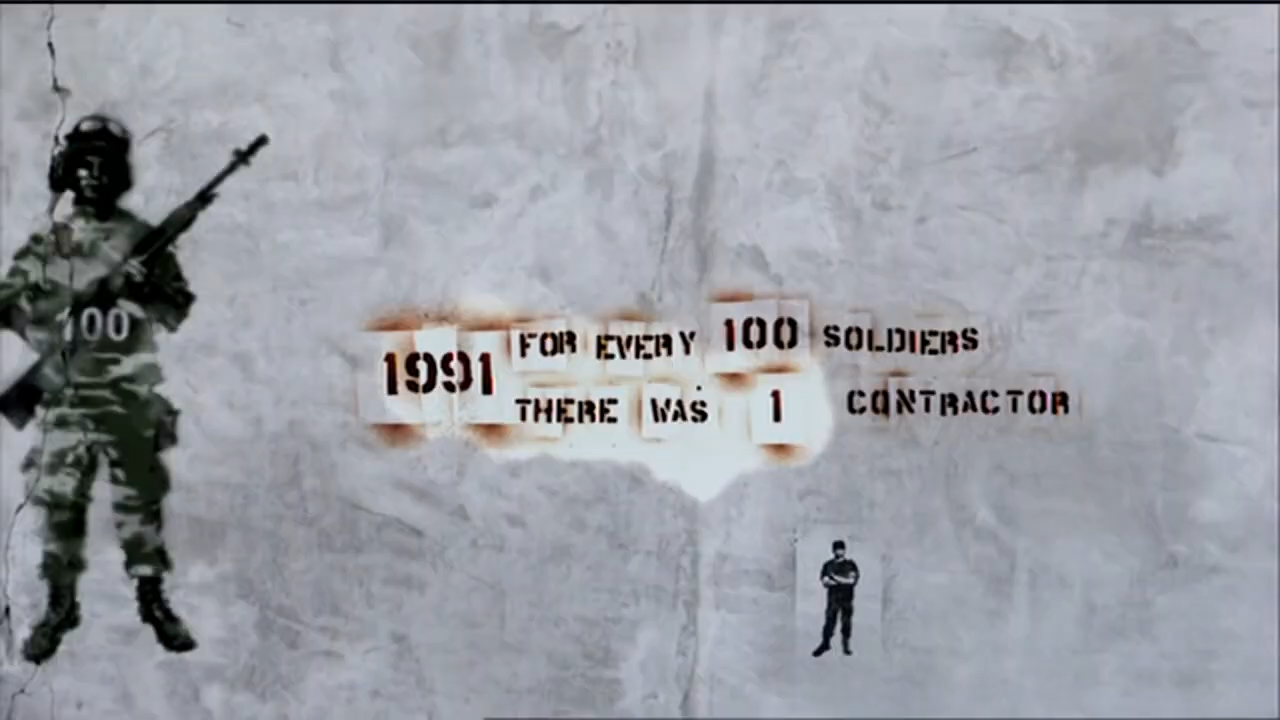 100
1991
FOR EVERY 100 SOLDIERS
THERE WAS 1 CONTRACTOR